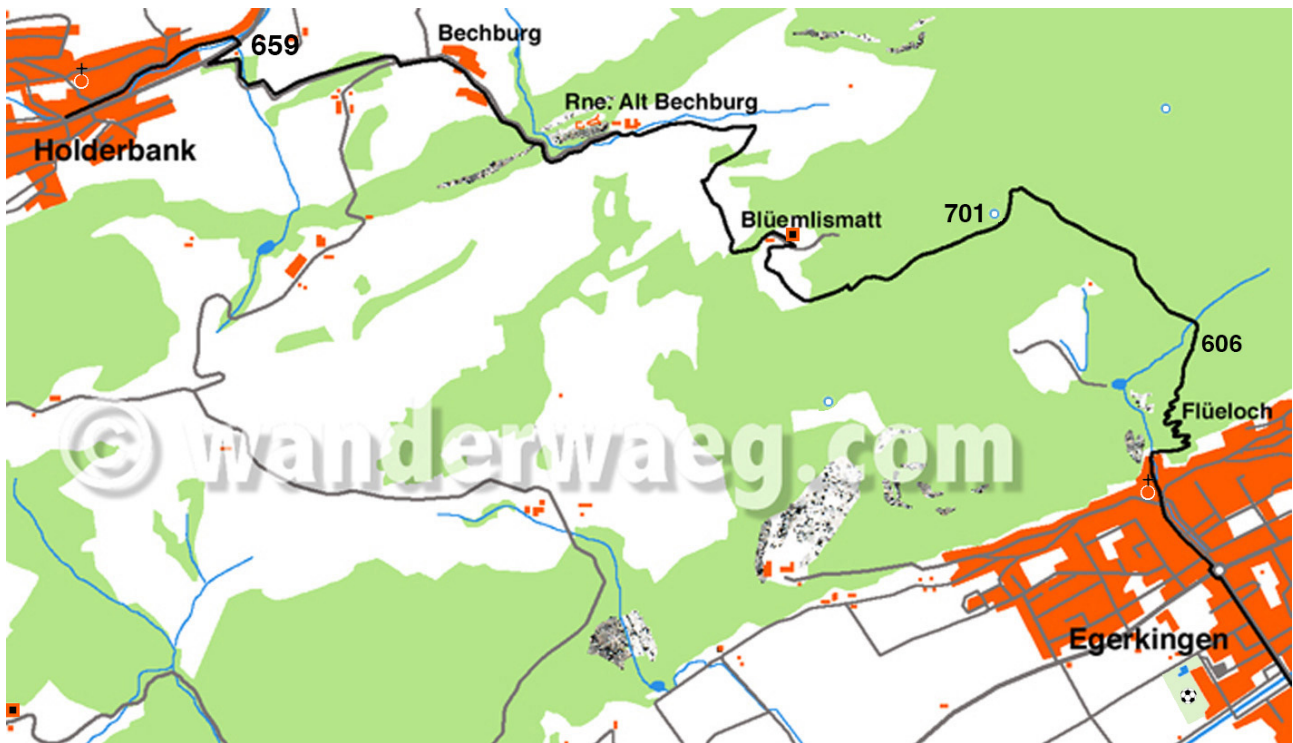 Bechburg
659
Rne. Alt Bechburg
Holderbank
701
Blüemlismatt
606
Flüeloch
© wanderwaeg.com
Egerkingen